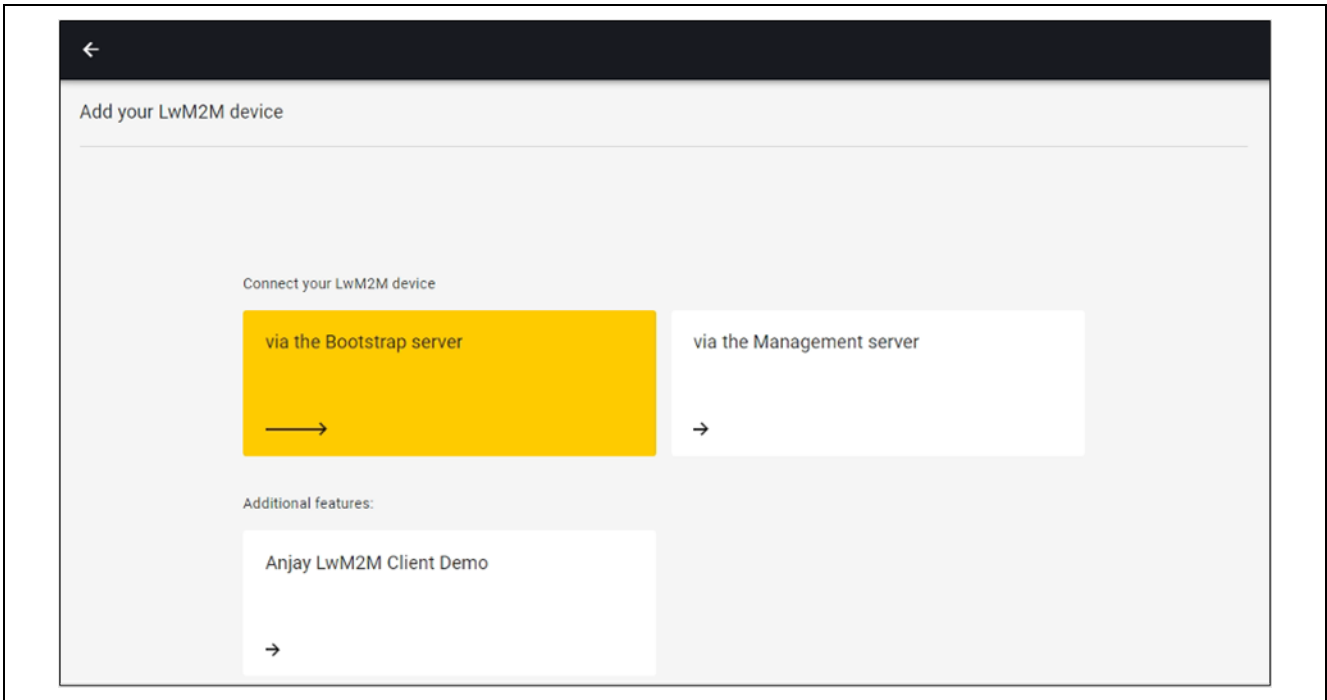 Add your LwM2M device
Connect your LwM2M device
via the Bootstrap server
via the Management server
Additional features:
Anjay LwM2M Client Demo